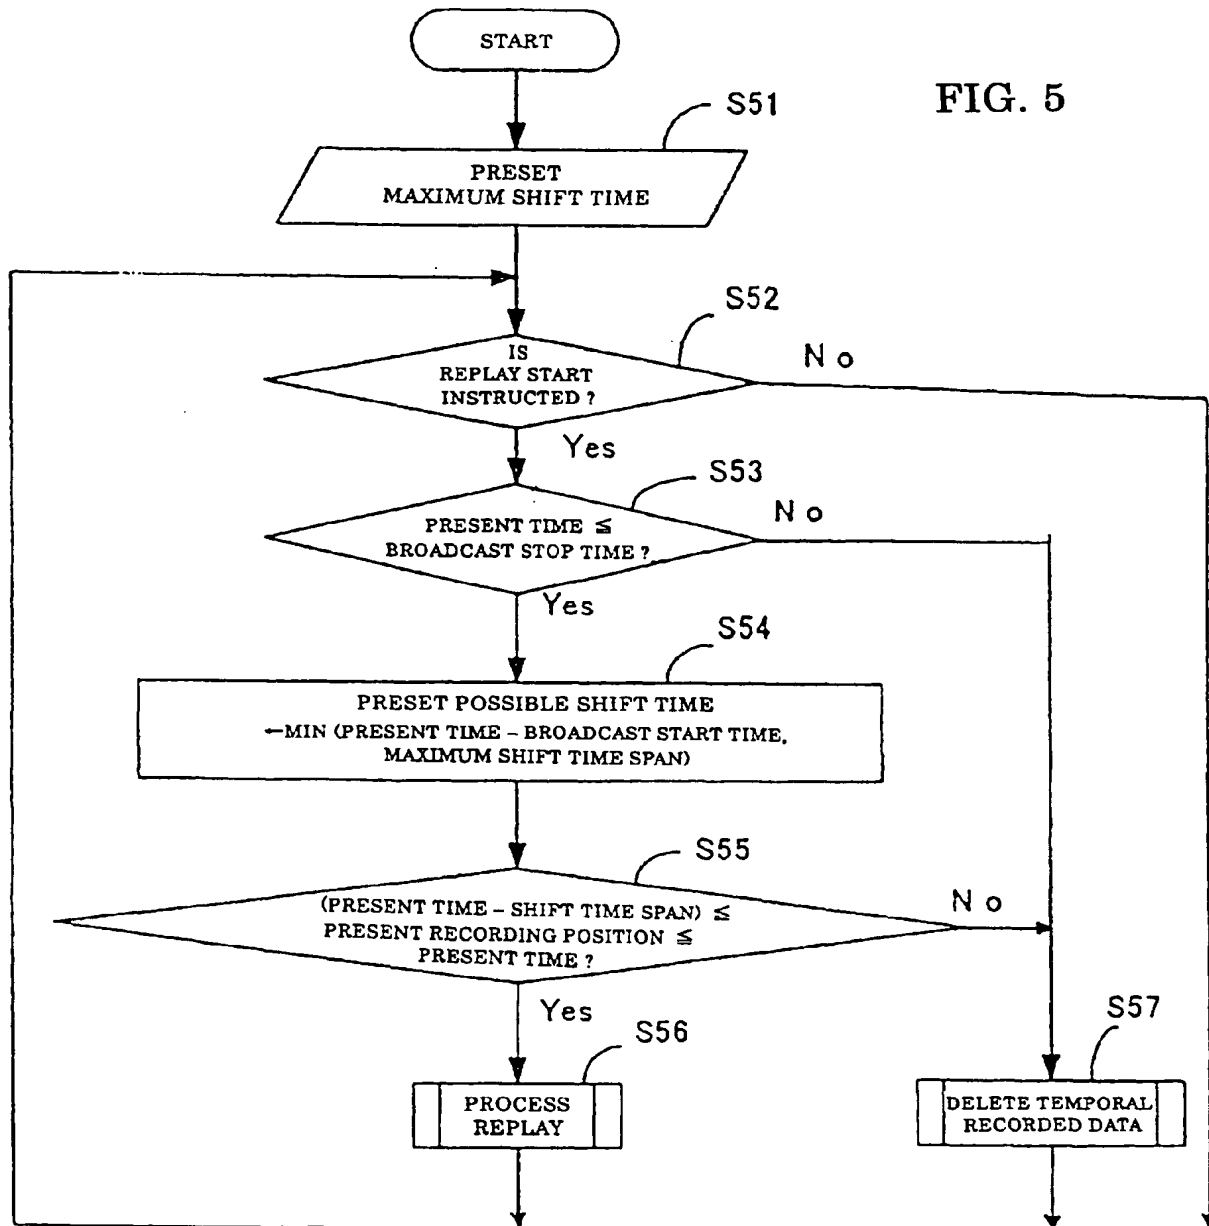 START
FIG. 5
S51
PRESET
MAXIMUM SHIFT TIME
S52
IS
REPLAY START
INSTRUCTED ?
No
Yes
S53
PRESENT TIME ≦
BROADCAST STOP TIME ?
No
Yes
S54
PRESET POSSIBLE SHIFT TIME
←MIN (PRESENT TIME – BROADCAST START TIME,
MAXIMUM SHIFT TIME SPAN)
S55
(PRESENT TIME – SHIFT TIME SPAN) ≦
PRESENT RECORDING POSITION ≦
PRESENT TIME ?
No
Yes
S56
PROCESS
REPLAY
S57
DELETE TEMPORAL
RECORDED DATA